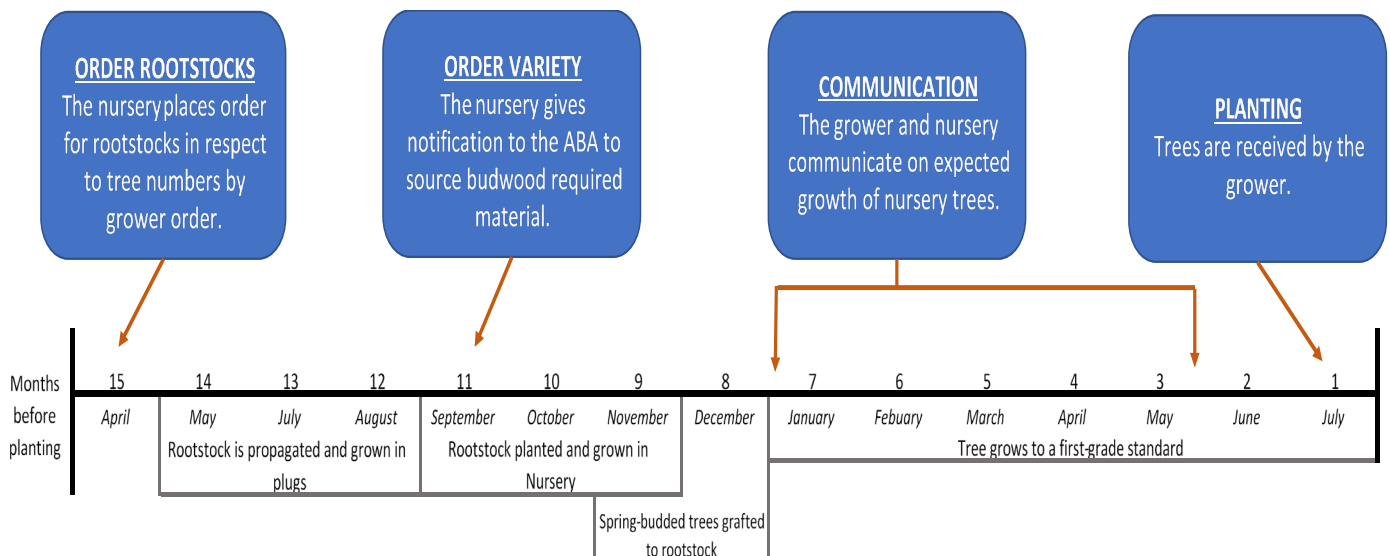 ORDER ROOTSTOCKS
The nursery places order
for rootstocks in respect
to tree numbers by
grower order.
ORDER VARIETY
The nursery gives
notification to the ABA to
source budwood required
material.
COMMUNICATION
The grower and nursery
communicate on expected
growth of nursery trees.
PLANTING
Trees are received by the
grower.
Months
before
planting
15 14 13 12 11 10 9 8 7 6 5 4 3 2 1
April May July August September October November December January Febuary March April May June July
Rootstock is propagated and grown in
plugs
Rootstock planted and grown in
Nursery
Tree grows to a first-grade standard
Spring-budded trees grafted
to rootstock